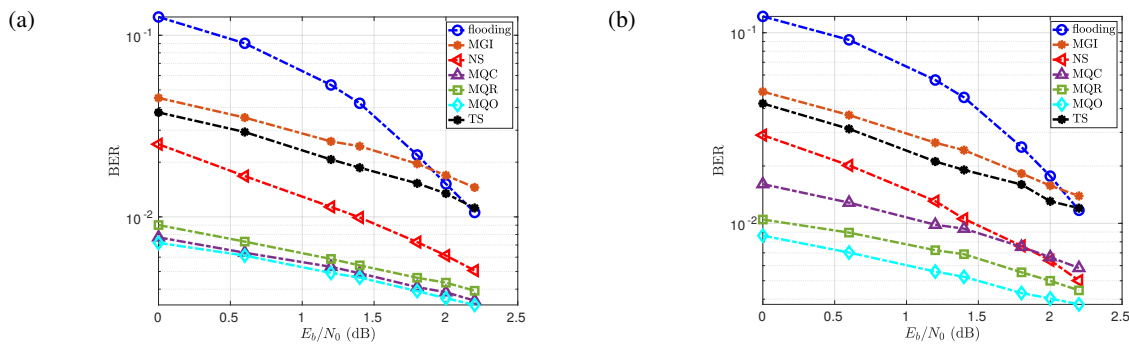 (a)
10^{-1}
10^{-2}
BER
0
0.5
1
1.5
2
2.5
E_b/N_0 (dB)
flooding
MGI
NS
MQC
MQR
MQO
TS
(b)
10^{-1}
10^{-2}
BER
0
0.5
1
1.5
2
2.5
E_b/N_0 (dB)
flooding
MGI
NS
MQC
MQR
MQO
TS